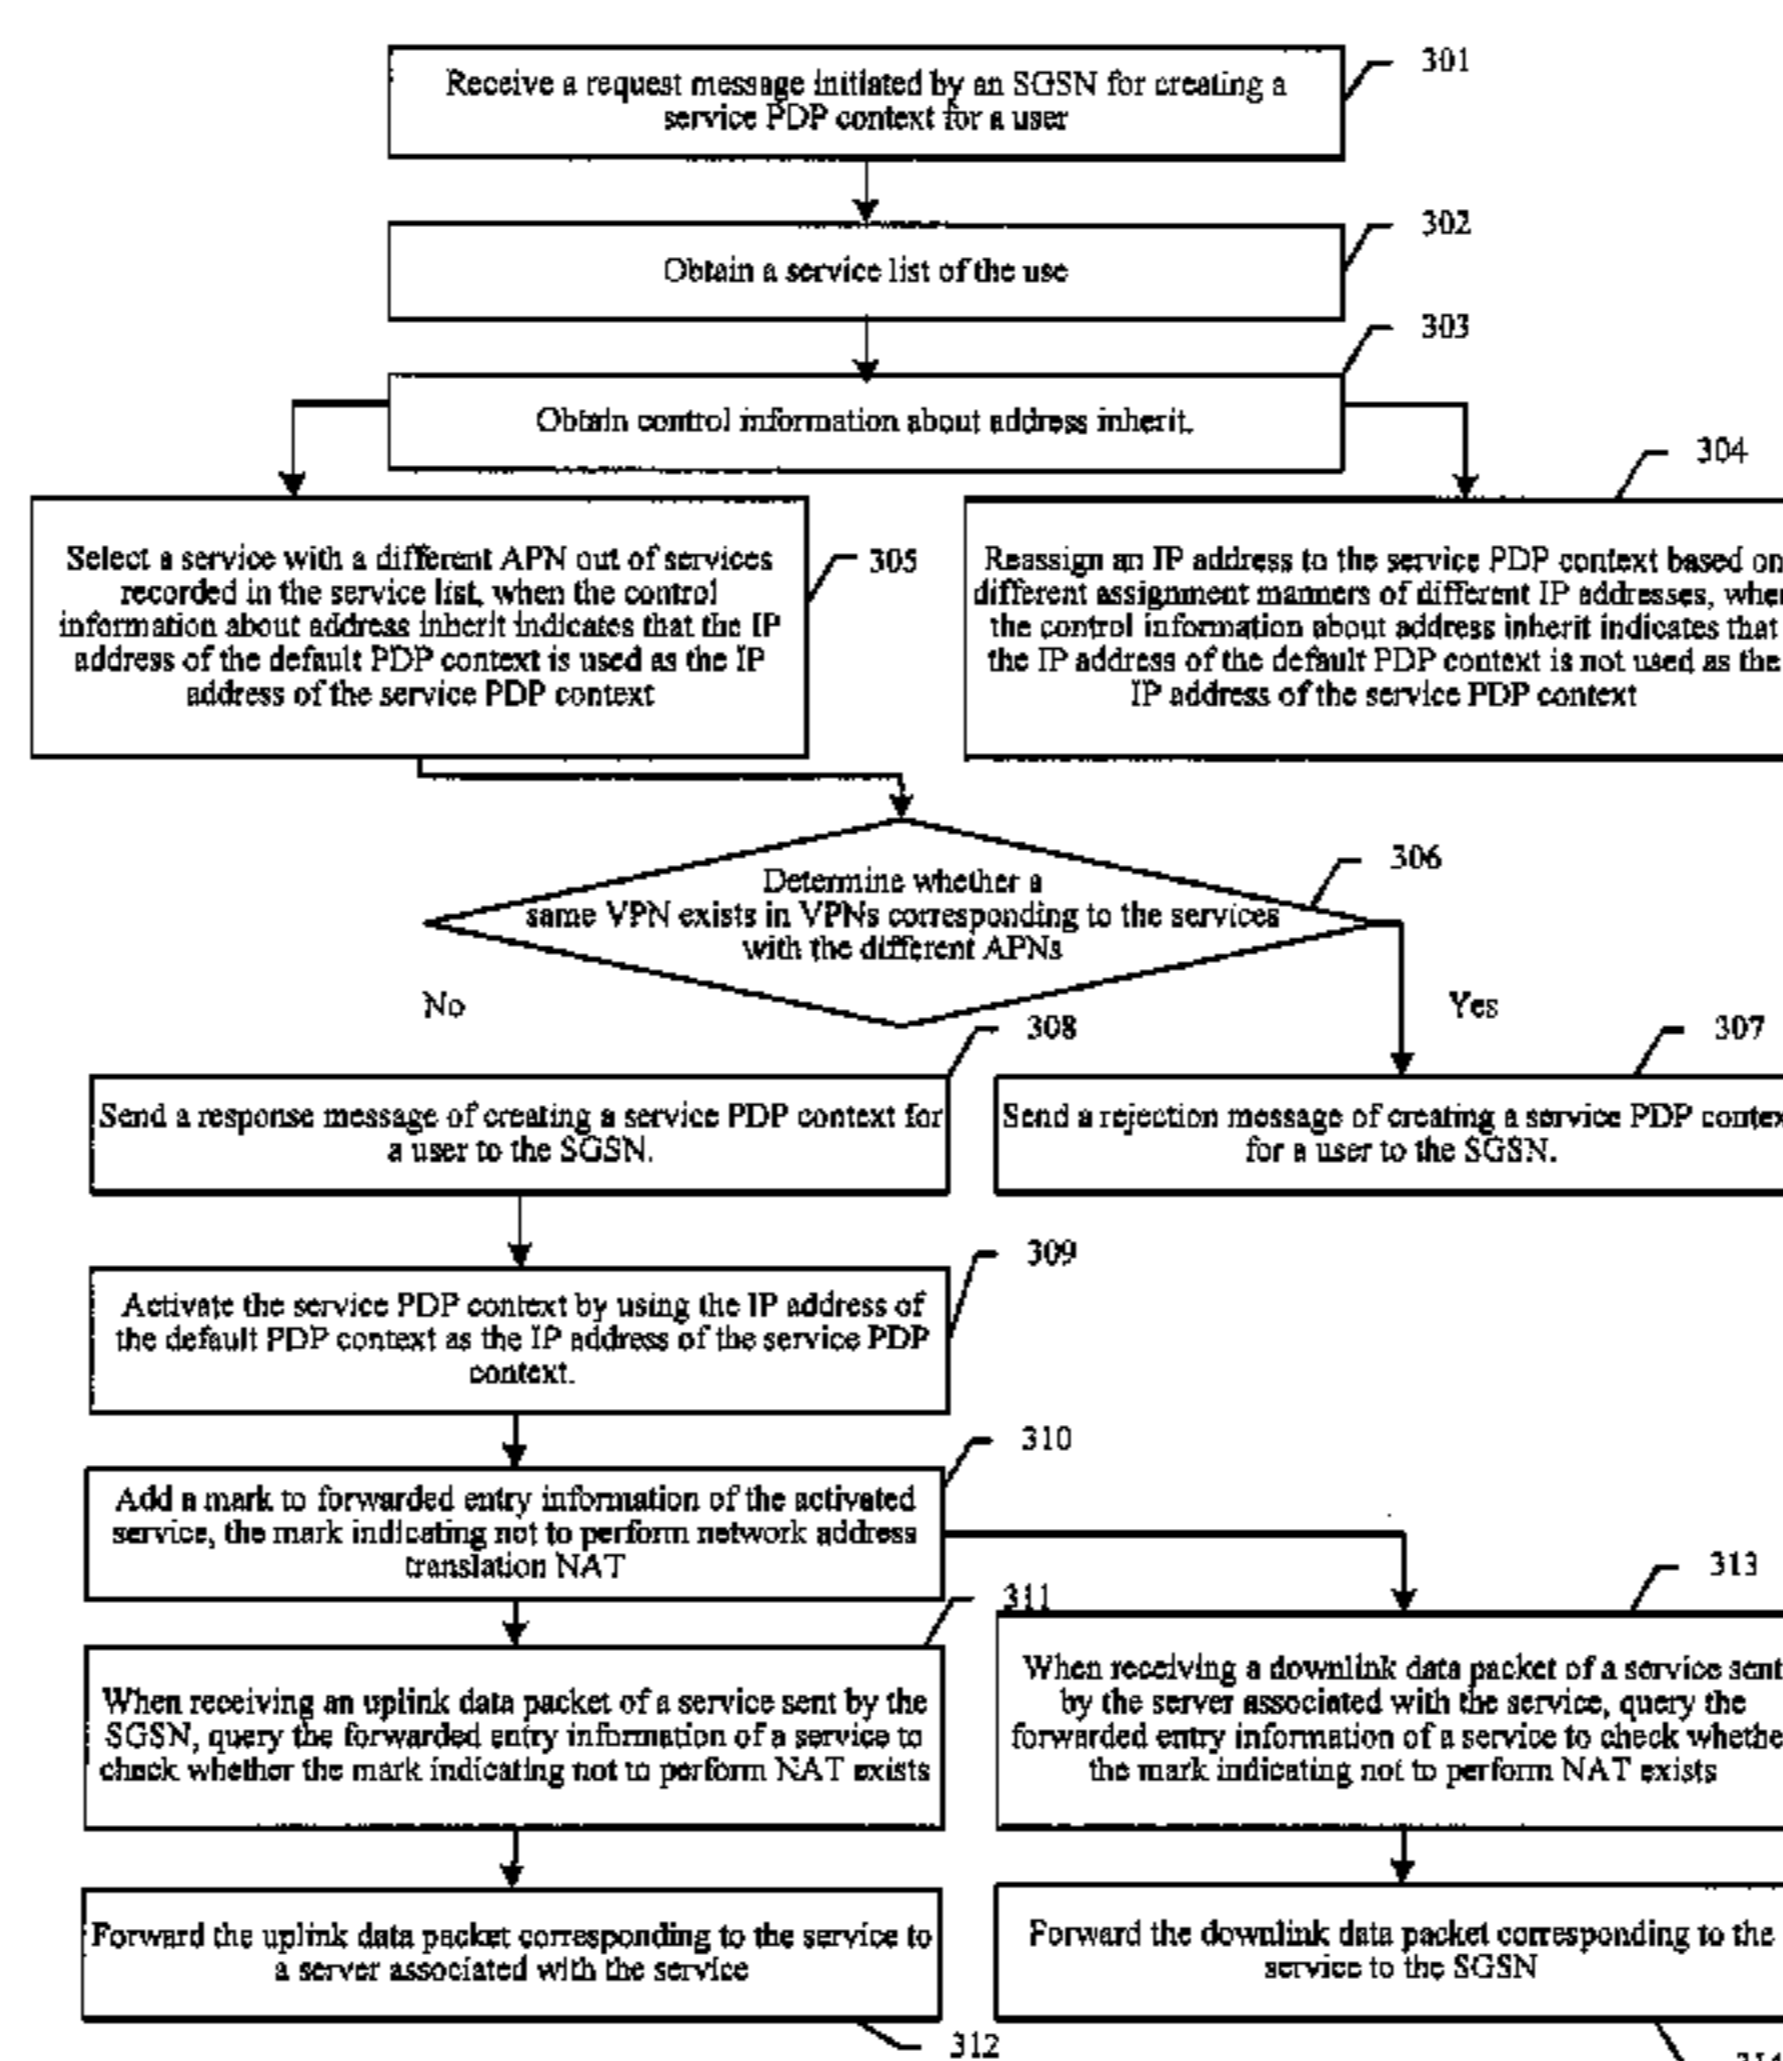 301
Receive a request message initiated by an SGSN for creating a
service PDP context for a user
302
Obtain a service list of the use
303
Obtain control information about address inherit.
304
305
Select a service with a different APN out of services
recorded in the service list, when the control
information about address inherit indicates that the IP
address of the default PDP context is used as the IP
address of the service PDP context
Reassign an IP address to the service PDP context based on
different assignment manners of different IP addresses, when
the control information about address inherit indicates that
the IP address of the default PDP context is not used as the
IP address of the service PDP context
306
Determine whether a
same VPN exists in VPNs corresponding to the services
with the different APNs
No
Yes
308
307
Send a response message of creating a service PDP context for
a user to the SGSN.
Send a rejection message of creating a service PDP contex
for a user to the SGSN.
309
Activate the service PDP context by using the IP address of
the default PDP context as the IP address of the service PDP
context.
310
Add a mark to forwarded entry information of the activated
service, the mark indicating not to perform network address
translation NAT
311
313
When receiving an uplink data packet of a service sent by the
SGSN, query the forwarded entry information of a service to
check whether the mark indicating not to perform NAT exists
When receiving a downlink data packet of a service sent
by the server associated with the service, query the
forwarded entry information of a service to check whethe
the mark indicating not to perform NAT exists
Forward the uplink data packet corresponding to the service to
a server associated with the service
Forward the downlink data packet corresponding to the
service to the SGSN
312